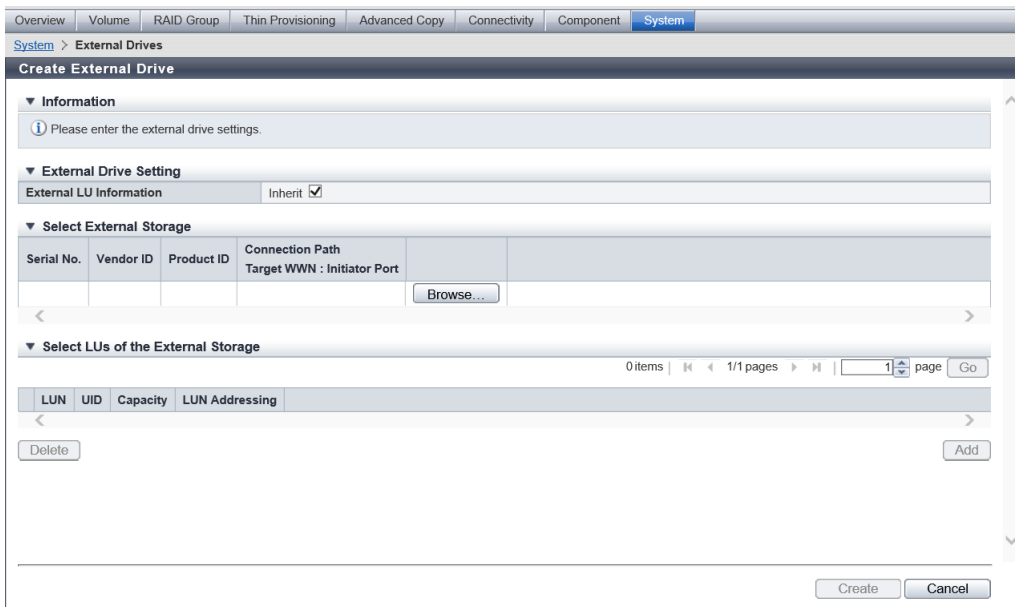 Overview Volume RAID Group Thin Provisioning Advanced Copy Connectivity Component System
System > External Drives
Create External Drive
▼ Information
Please enter the external drive settings.
▼ External Drive Setting
External LU Information Inherit
▼ Select External Storage
Serial No. Vendor ID Product ID Connection Path
Target WWN : Initiator Port
Browse...
▼ Select LUs of the External Storage
0 items | 1/1 pages | 1 page Go
LUN UID Capacity LUN Addressing
Delete Add
Create Cancel